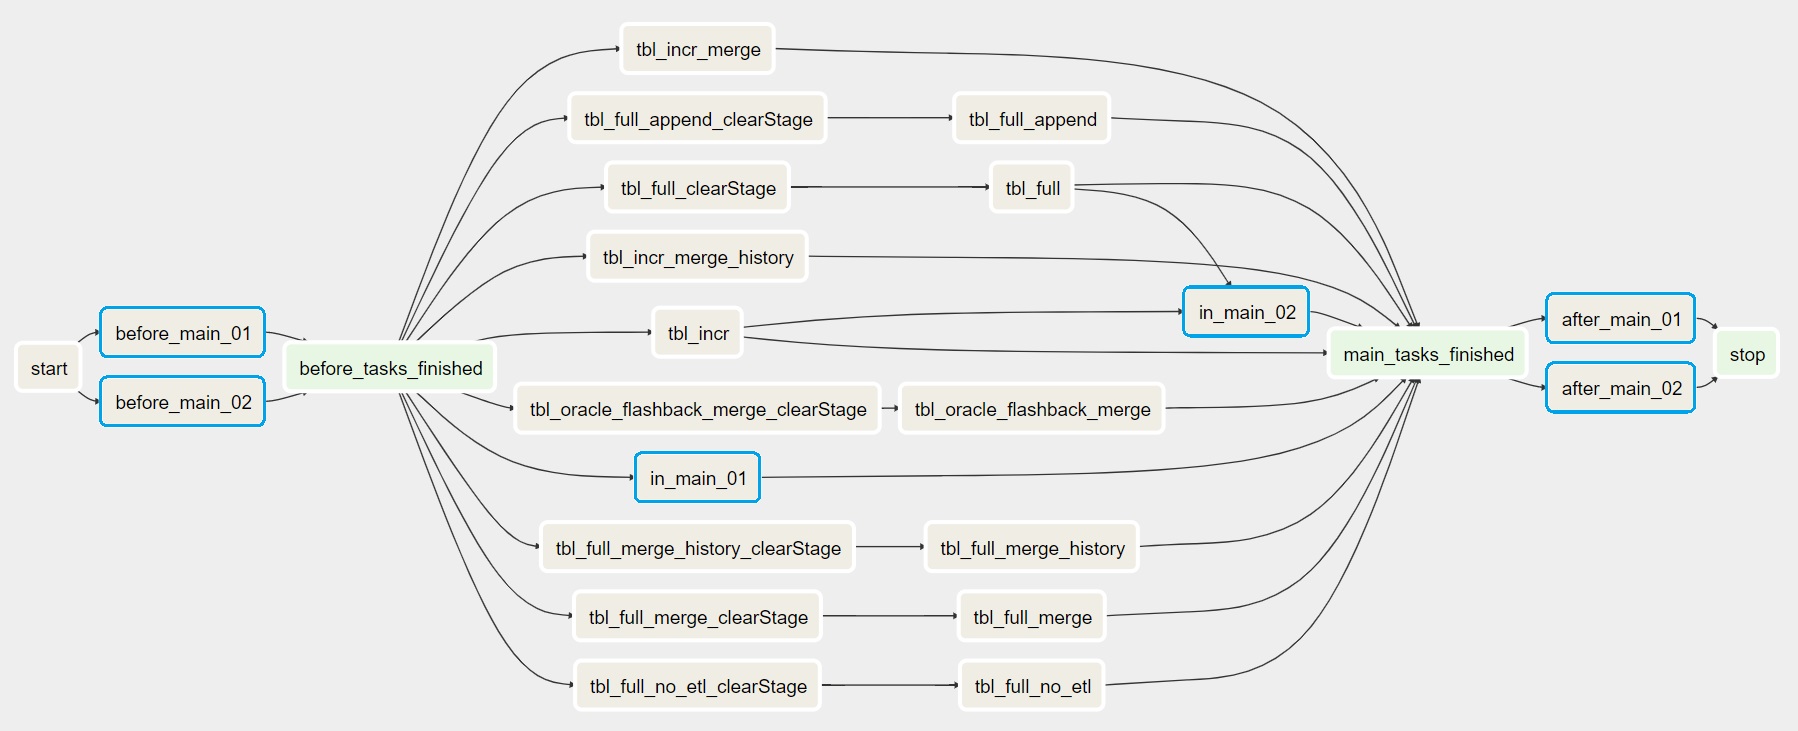 start
before_main_01
before_main_02
before_tasks_finished
tbl_incr_merge
tbl_full_append_clearStage
tbl_full_append
tbl_full_clearStage
tbl_full
tbl_incr_merge_history
tbl_incr
in_main_02
tbl_oracle_flashback_merge_clearStage
tbl_oracle_flashback_merge
in_main_01
tbl_full_merge_history_clearStage
tbl_full_merge_history
tbl_full_merge_clearStage
tbl_full_merge
tbl_full_no_etl_clearStage
tbl_full_no_etl
main_tasks_finished
after_main_01
after_main_02
stop